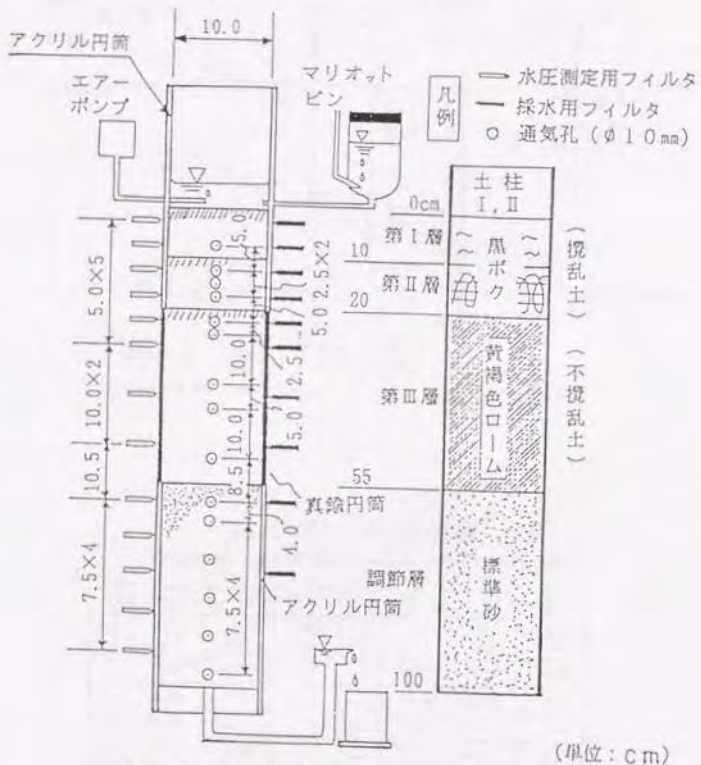 10.0
アクリル円筒
エアー
ポンプ
マリオット
ビン
凡例
水圧測定用フィルタ
採水用フィルタ
通気孔(φ10mm)
土柱
I,II
0cm
第I層
10
第II層
20
第III層
55
調節層
100
黒ボク
黄褐色ローム
標準砂
(攪乱土)
(不攪乱土)
5.0×5
10.0×2
10.5
7.5×4
5.0
2.5×2
5.0
10.0
2.5
5.0
10.0
8.5
4.0
7.5×4
真鍮円筒
アクリル円筒
(単位:cm)